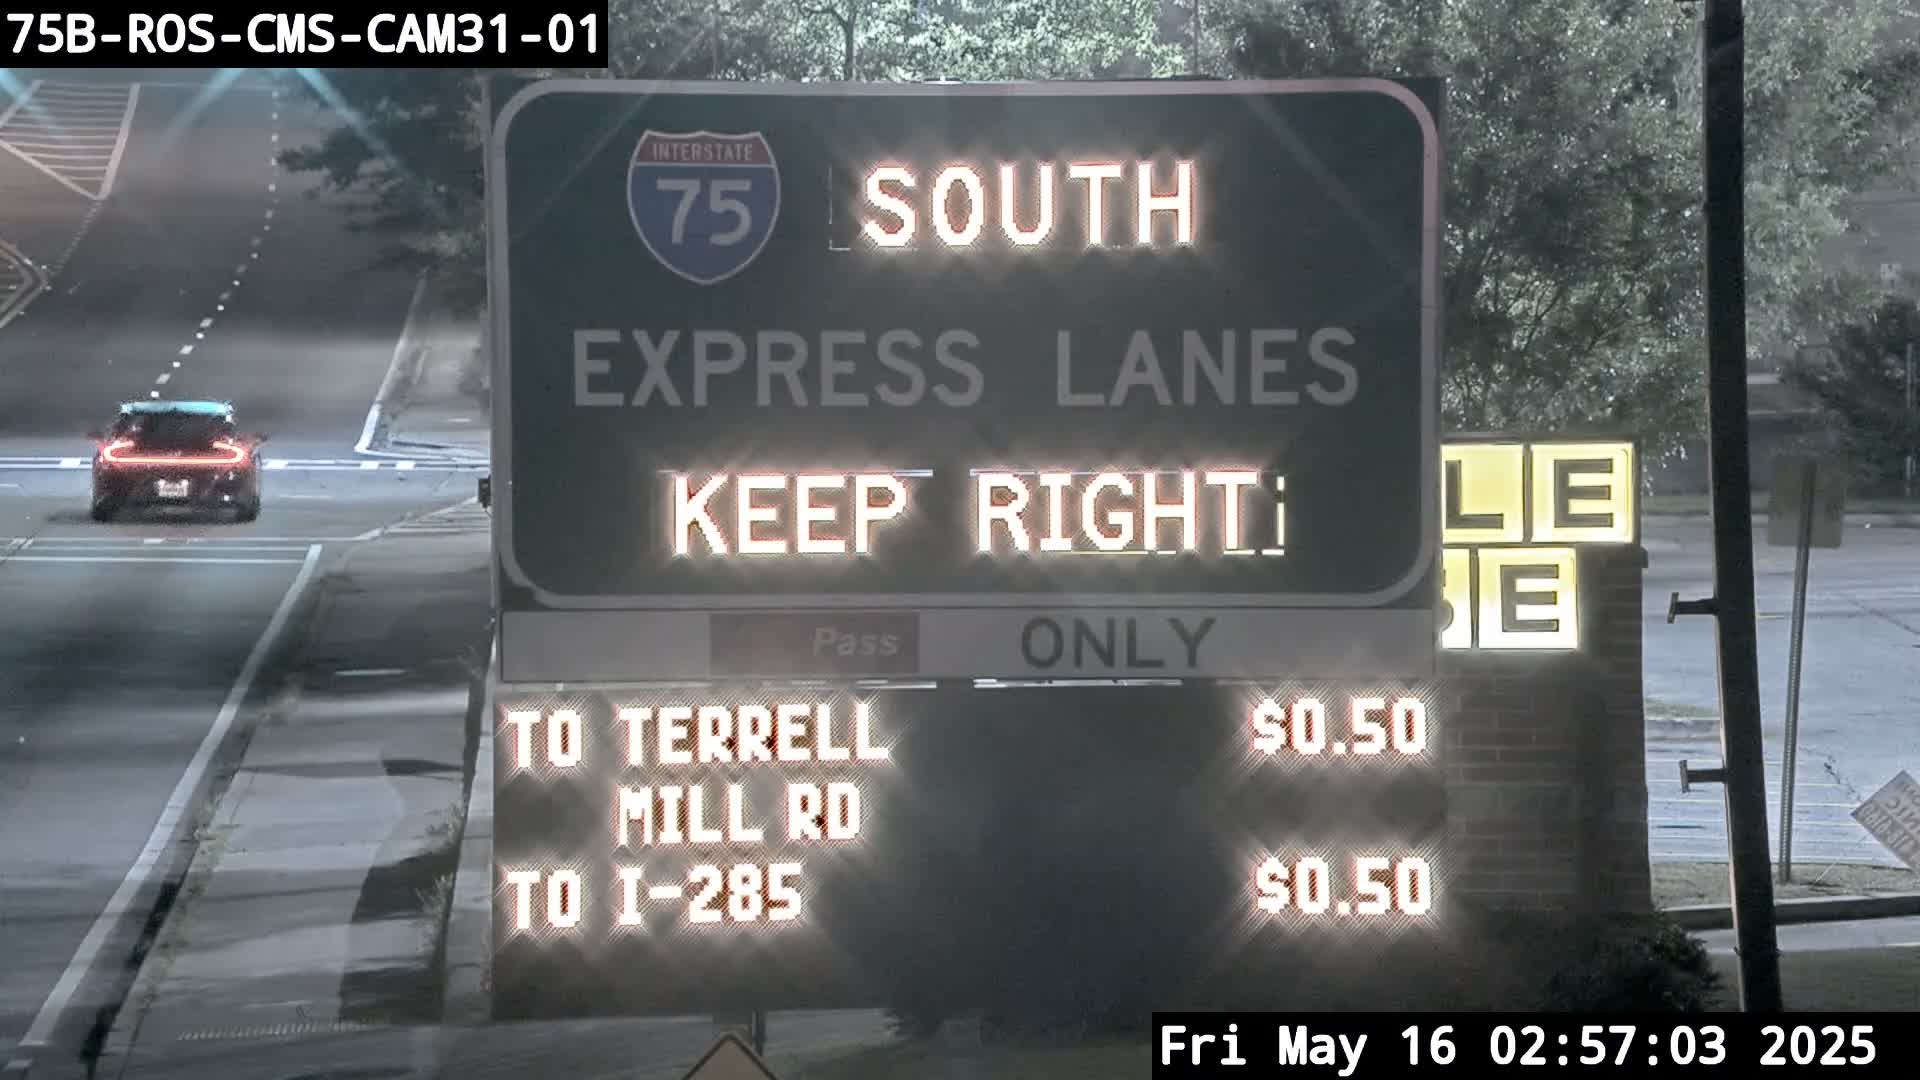 75B-ROS-CMS-CAM31-01
INTERSTATE
75
SOUTH
EXPRESS LANES
KEEP RIGHT
Pass
ONLY
TO TERRELL $0.50
MILL RD
TO I-285 $0.50
LE
E
Fri May 16 02:57:03 2025